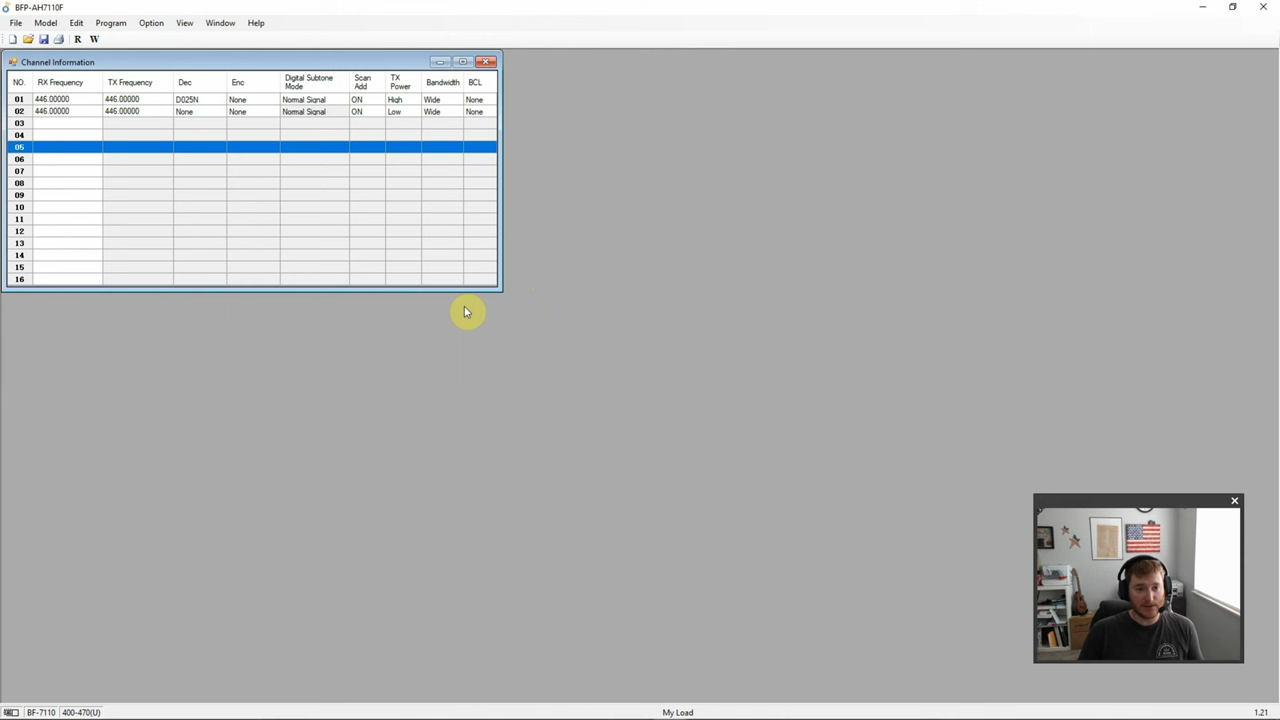 BFP-AH7110F
File Model Edit Program Option View Window Help
R W
Channel Information
NO. RX Frequency TX Frequency Dec Enc Digital Subtone Mode Scan Add TX Power Bandwidth BCL
01 446.00000 446.00000 D025N None Normal Signal ON High Wide None
02 446.00000 446.00000 None None Normal Signal ON Low Wide None
03
04
05
06
07
08
09
10
11
12
13
14
15
16
BF-7110 400-470(U) My Load 1.21